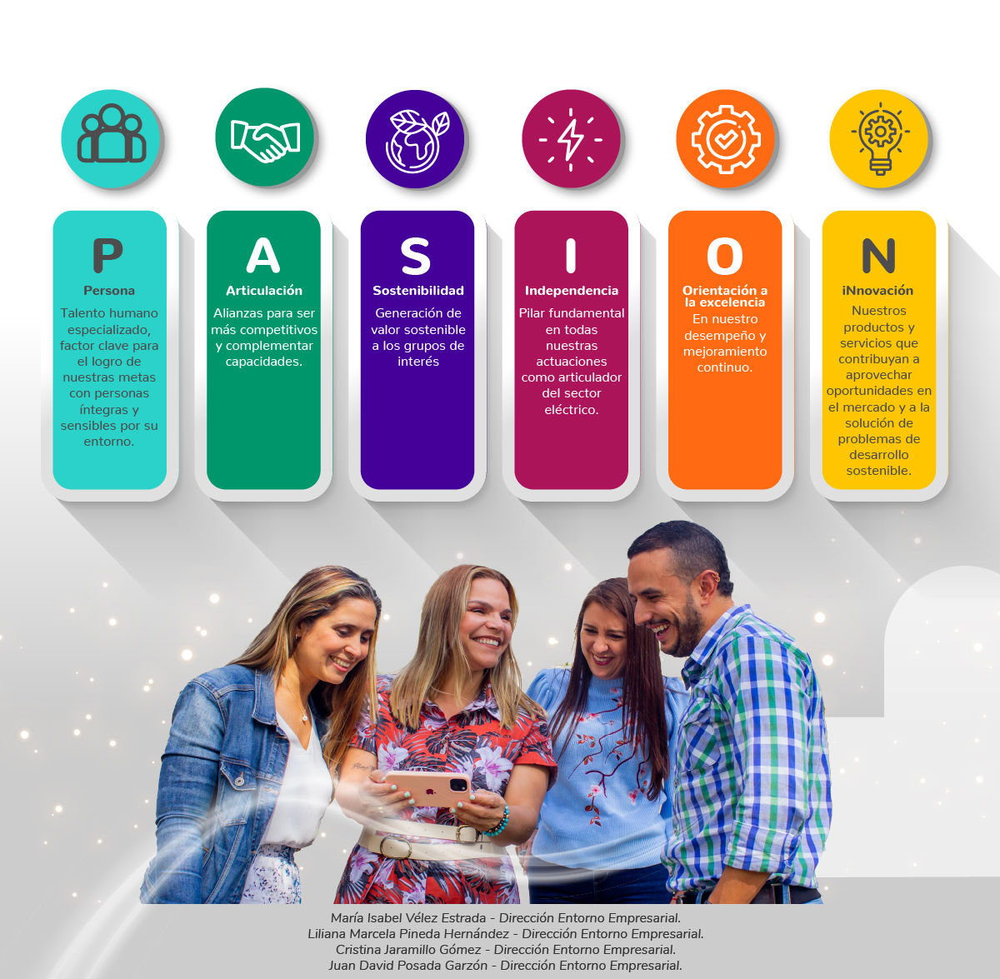 P
Persona
Talento humano
especializado,
factor clave para
el logro de
nuestras metas
con personas
íntegras y
sensibles por su
entorno.
A
Articulación
Alianzas para ser
más competitivos
y complementar
capacidades.
S
Sostenibilidad
Generación de
valor sostenible
a los grupos de
interés
I
Independencia
Pilar fundamental
en todas
nuestras
actuaciones
como articulador
del sector
eléctrico.
O
Orientación a
la excelencia
En nuestro
desempeño y
mejoramiento
continuo.
N
iNnovación
Nuestros
productos y
servicios que
contribuyan a
aprovechar
oportunidades en
el mercado y a la
solución de
problemas de
desarrollo
sostenible.
María Isabel Vélez Estrada - Dirección Entorno Empresarial.
Liliana Marcela Pineda Hernández - Dirección Entorno Empresarial.
Cristina Jaramillo Gómez - Dirección Entorno Empresarial.
Juan David Posada Garzón - Dirección Entorno Empresarial.